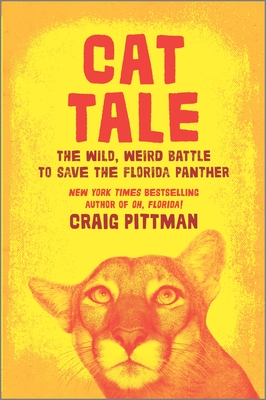 CAT
TALE
THE WILD, WEIRD BATTLE
TO SAVE THE FLORIDA PANTHER
NEW YORK TIMES BESTSELLING
AUTHOR OF OH, FLORIDA!
CRAIG PITTMAN